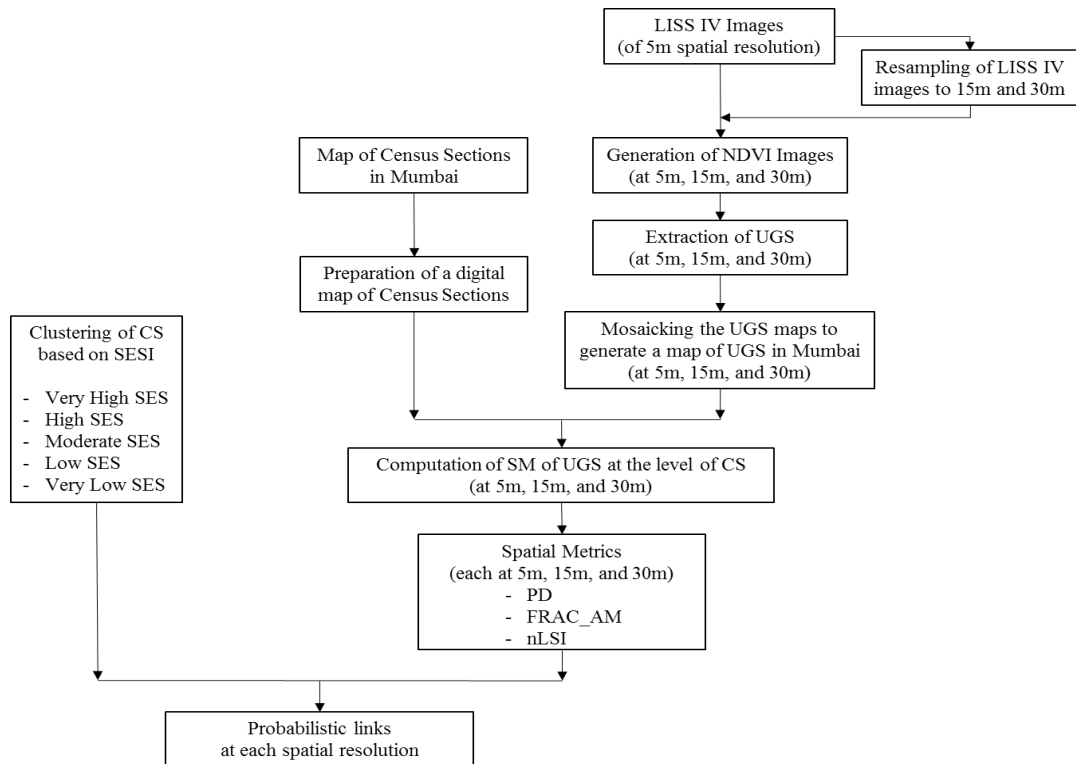 LISS IV Images
(of 5m spatial resolution)
Resampling of LISS IV
images to 15m and 30m
Map of Census Sections
in Mumbai
Generation of NDVI Images
(at 5m, 15m, and 30m)
Extraction of UGS
(at 5m, 15m, and 30m)
Preparation of a digital
map of Census Sections
Clustering of CS
based on SESI
- Very High SES
- High SES
- Moderate SES
- Low SES
- Very Low SES
Mosaicking the UGS maps to
generate a map of UGS in Mumbai
(at 5m, 15m, and 30m)
Computation of SM of UGS at the level of CS
(at 5m, 15m, and 30m)
Spatial Metrics
(each at 5m, 15m, and 30m)
- PD
- FRAC_AM
- nLSI
Probabilistic links
at each spatial resolution